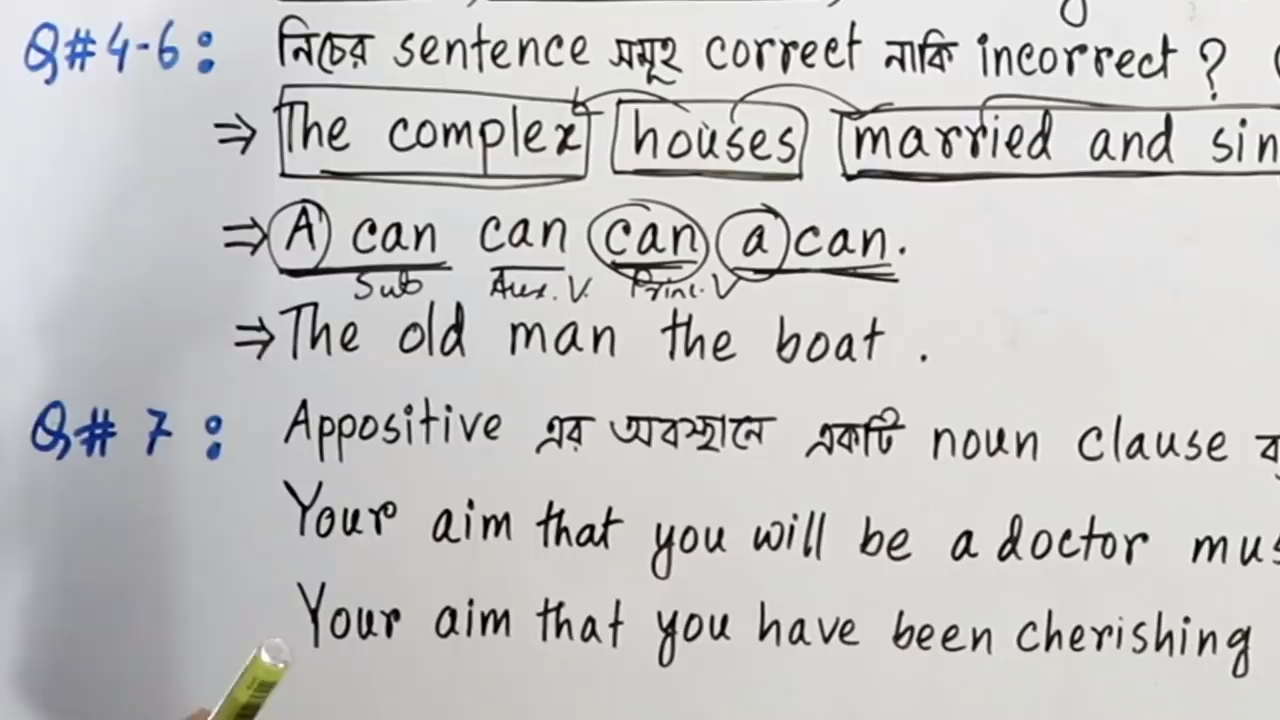 Q# 4-6: নিচের sentence সমূহ correct নাকি incorrect ?
⇒ The complex houses married and sin
⇒ A can can can a can.
Sub Aux. V. Princ. V
⇒ The old man the boat .
Q# 7: Appositive এর অবস্থানে একটি noun clause
Your aim that you will be a doctor mus
Your aim that you have been cherishing